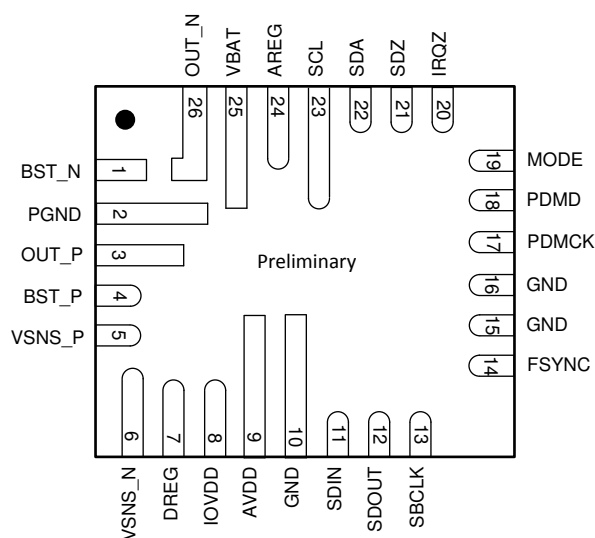 OUT_N
VBAT
AREG
SCL
SDA
SDZ
IRQZ
26
25
24
23
22
21
20
BST_N
1
PGND
2
OUT_P
3
BST_P
4
VSNS_P
5
Preliminary
19
MODE
18
PDMD
17
PDMCK
16
GND
15
GND
14
FSYNC
6
7
8
9
10
11
12
13
VSNS_N
DREG
IOVDD
AVDD
GND
SDIN
SDOUT
SBCLK